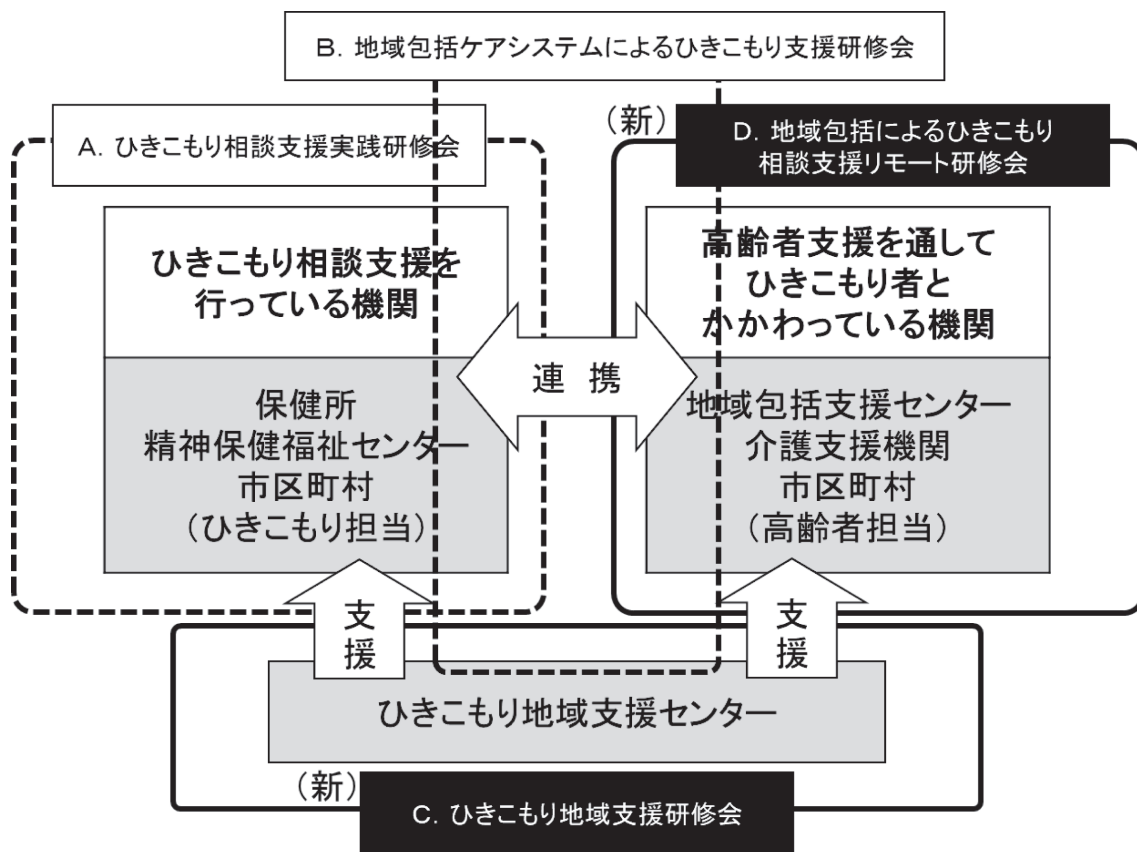 B. 地域包括ケアシステムによるひきこもり支援研修会
A. ひきこもり相談支援実践研修会
(新)
D. 地域包括によるひきこもり
相談支援リモート研修会
ひきこもり相談支援を
行っている機関
高齢者支援を通して
ひきこもり者と
かかわっている機関
連 携
保健所
精神保健福祉センター
市区町村
(ひきこもり担当)
地域包括支援センター
介護支援機関
市区町村
(高齢者担当)
支
援
支
援
ひきこもり地域支援センター
(新)
C. ひきこもり地域支援研修会